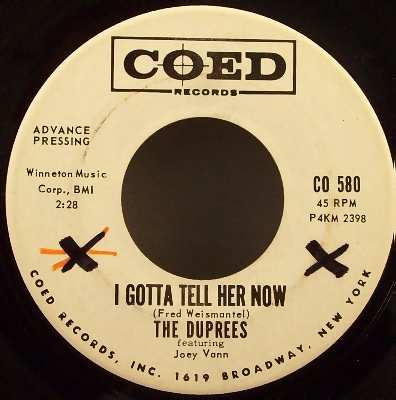 COED
RECORDS
ADVANCE
PRESSING
Winneton Music
Corp., BMI
2:28
CO 580
45 RPM
P4KM 2398
I GOTTA TELL HER NOW
(Fred Weismantel)
THE DUPREES
featuring
Joey Vann
COED RECORDS, INC. 1619 BROADWAY, NEW YORK